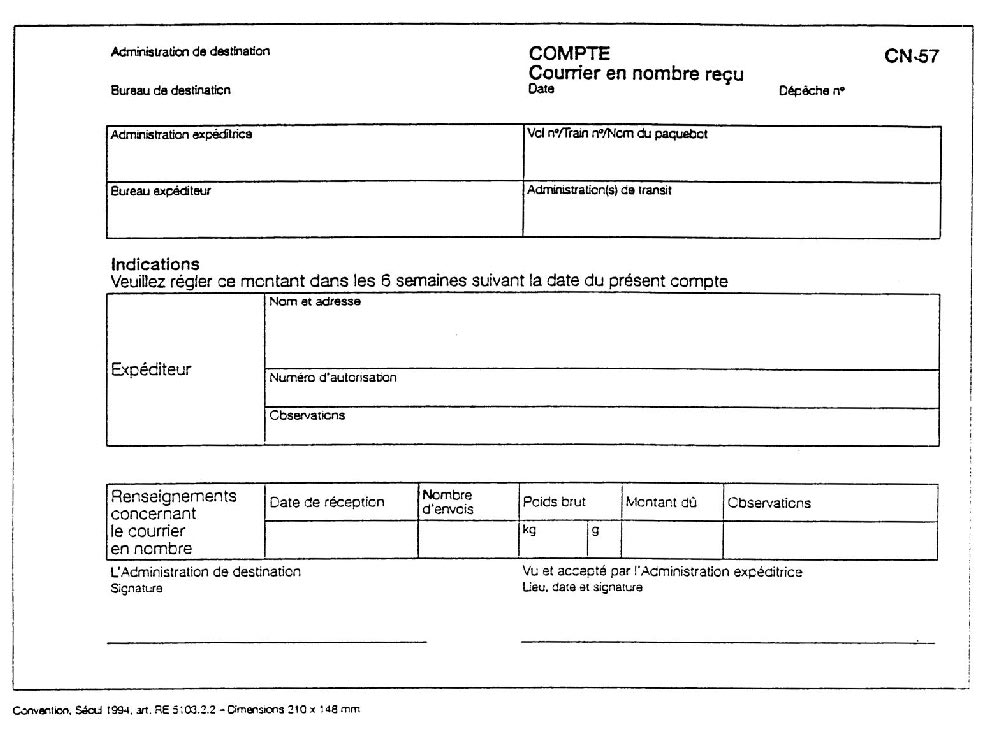 Administration de destination
COMPTE
CN-57
Courrier en nombre reçu
Bureau de destination
Date
Dépêche nº
Administration expéditrice
Vol nº/Train nº/Nom du paquebot
Bureau expéditeur
Administration(s) de transit
Indications
Veuillez régler ce montant dans les 6 semaines suivant la date du présent compte
Expéditeur
Nom et adresse
Numéro d'autorisation
Observations
Renseignements
concernant
le courrier
en nombre
Date de réception
Nombre
d'envois
Poids brut
Montant dû
Observations
kg
g
L'Administration de destination
Signature
Vu et accepté par l'Administration expéditrice
Lieu, date et signature
Convention, Séoul 1994, art. RE 5103.2.2 – Dimensions 210 x 148 mm